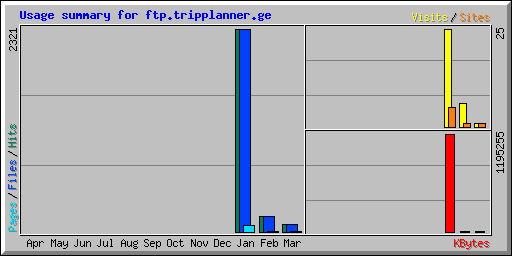 Usage summary for ftp.tripplanner.ge
Visits/Sites
2321
25
Pages/Files/Hits
1195255
Apr May Jun Jul Aug Sep Oct Nov Dec Jan Feb Mar
KBytes